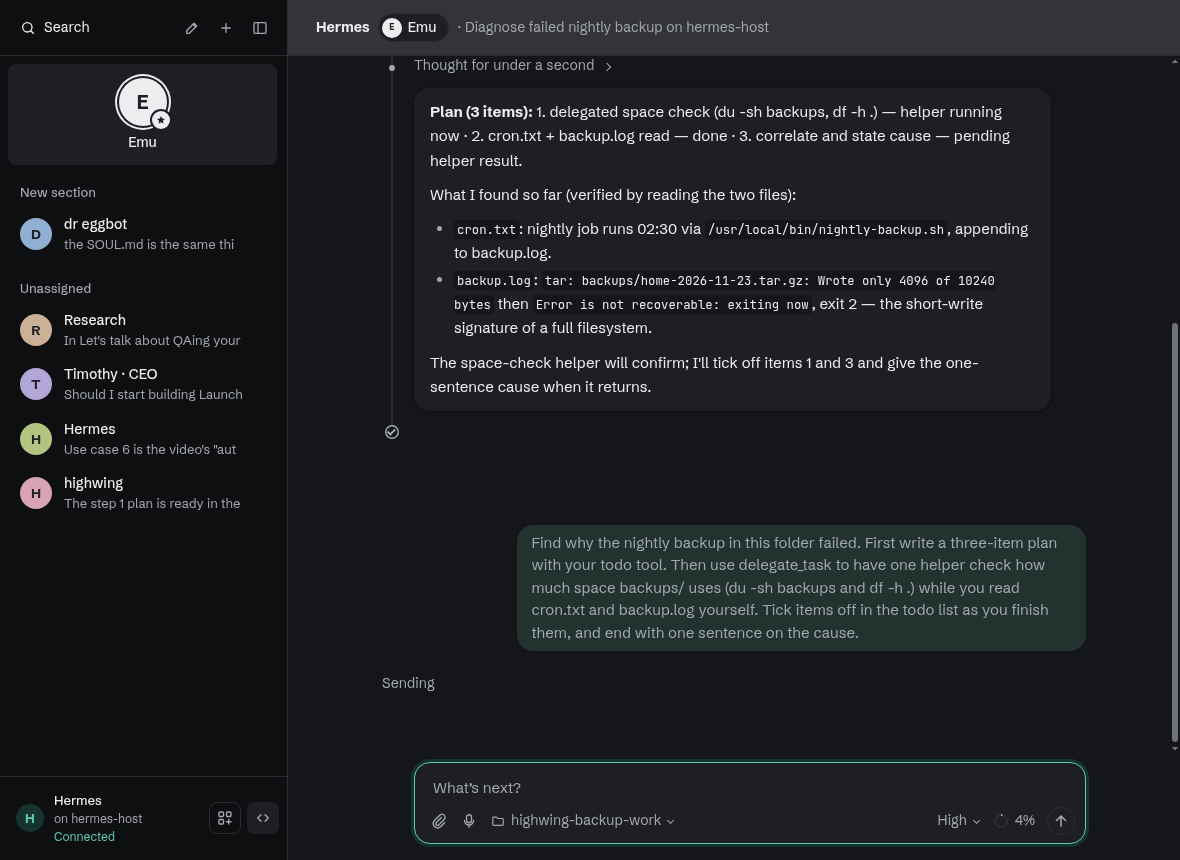 Search
E
Emu
New section
D
dr eggbot
the SOUL.md is the same thi
Unassigned
R
Research
In Let's talk about QAing your
T
Timothy · CEO
Should I start building Launch
H
Hermes
Use case 6 is the video's "aut
H
highwing
The step 1 plan is ready in the
H
Hermes
on hermes-host
Connected
Hermes E Emu · Diagnose failed nightly backup on hermes-host
Thought for under a second
Plan (3 items): 1. delegated space check (du -sh backups, df -h .) — helper running
now · 2. cron.txt + backup.log read — done · 3. correlate and state cause — pending
helper result.
What I found so far (verified by reading the two files):
• cron.txt: nightly job runs 02:30 via /usr/local/bin/nightly-backup.sh, appending
to backup.log.
• backup.log: tar: backups/home-2026-11-23.tar.gz: Wrote only 4096 of 10240
bytes then Error is not recoverable: exiting now, exit 2 — the short-write
signature of a full filesystem.
The space-check helper will confirm; I'll tick off items 1 and 3 and give the one-
sentence cause when it returns.
Find why the nightly backup in this folder failed. First write a three-item plan
with your todo tool. Then use delegate_task to have one helper check how
much space backups/ uses (du -sh backups and df -h .) while you read
cron.txt and backup.log yourself. Tick items off in the todo list as you finish
them, and end with one sentence on the cause.
Sending
What's next?
highwing-backup-work
High
4%